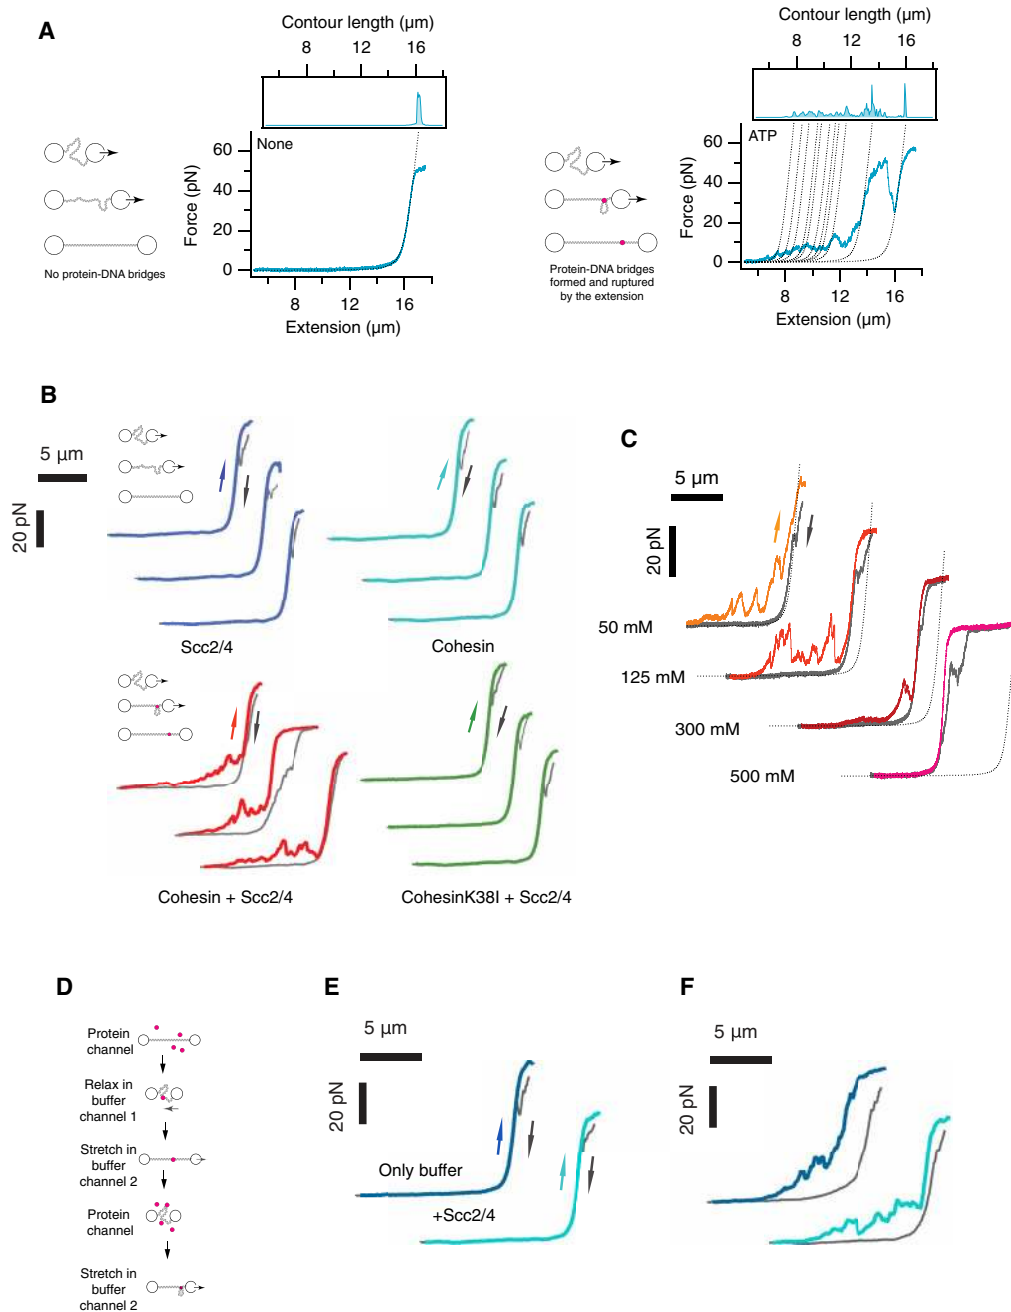 A
Contour length (µm)
8 12 16
None
60
40
20
0
Force (pN)
8 12 16
Extension (µm)
No protein-DNA bridges
Contour length (µm)
8 12 16
ATP
60
40
20
0
Force (pN)
8 12 16
Extension (µm)
Protein-DNA bridges
formed and ruptured
by the extension
B
5 µm
20 pN
Scc2/4
Cohesin
Cohesin + Scc2/4
CohesinK38I + Scc2/4
C
5 µm
20 pN
50 mM
125 mM
300 mM
500 mM
D
Protein
channel
Relax in
buffer
channel 1
Stretch in
buffer
channel 2
Protein
channel
Stretch in
buffer
channel 2
E
5 µm
20 pN
Only buffer
+Scc2/4
F
5 µm
20 pN